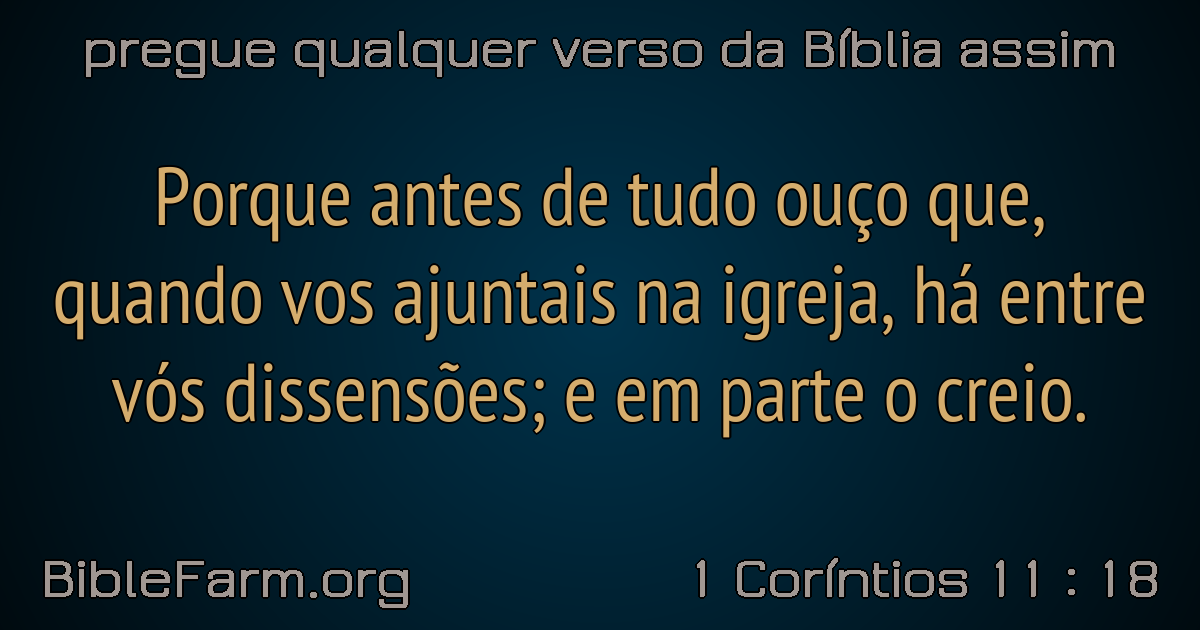 pregue qualquer verso da Bíblia assim
Porque antes de tudo ouço que,
quando vos ajuntais na igreja, há entre
vós dissensões; e em parte o creio.
BibleFarm.org
1 Coríntios 11 : 18